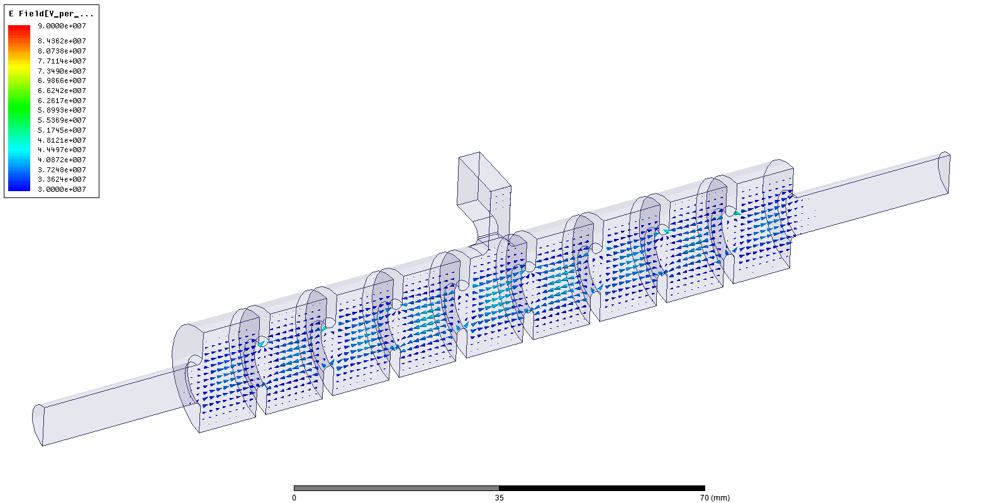 E Field[V_per_...
9.0000e+007
8.4362e+007
8.0738e+007
7.7114e+007
7.3490e+007
6.9866e+007
6.6242e+007
6.2617e+007
5.8993e+007
5.5369e+007
5.1745e+007
4.8121e+007
4.4497e+007
4.0872e+007
3.7248e+007
3.3624e+007
3.0000e+007
0 35 70 (mm)